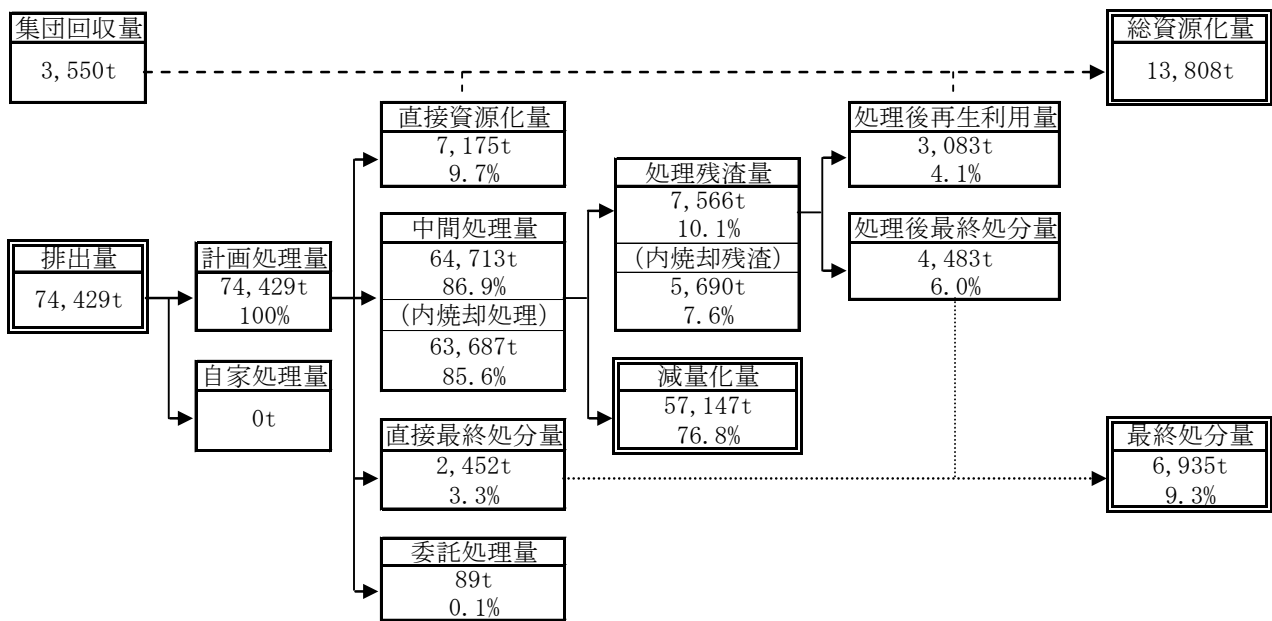 集団回収量
3,550t
総資源化量
13,808t
直接資源化量
7,175t
9.7%
処理後再生利用量
3,083t
4.1%
処理残渣量
7,566t
10.1%
(内焼却残渣)
5,690t
7.6%
中間処理量
64,713t
86.9%
(内焼却処理)
63,687t
85.6%
処理後最終処分量
4,483t
6.0%
排出量
74,429t
計画処理量
74,429t
100%
自家処理量
0t
減量化量
57,147t
76.8%
直接最終処分量
2,452t
3.3%
最終処分量
6,935t
9.3%
委託処理量
89t
0.1%